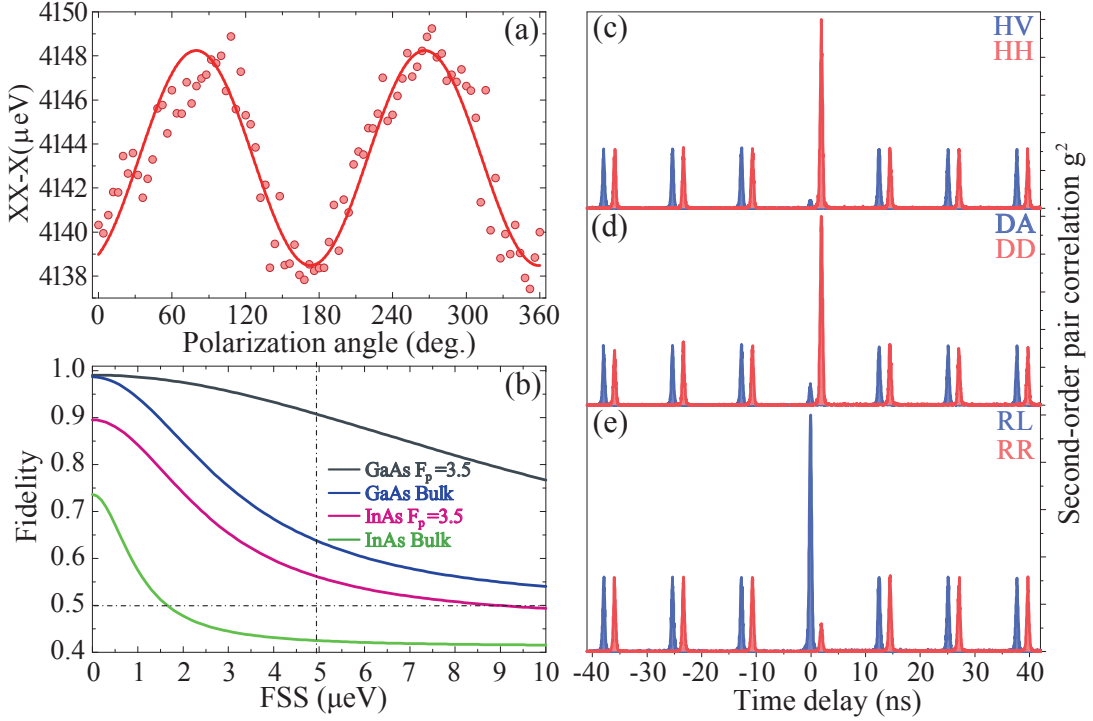 (a)
XX-X(μeV)
4150
4148
4146
4144
4142
4140
4138
0 60 120 180 240 300 360
Polarization angle (deg.)
(b)
Fidelity
1.0
0.9
0.8
0.7
0.6
0.5
0.4
GaAs Fp=3.5
GaAs Bulk
InAs Fp=3.5
InAs Bulk
0 1 2 3 4 5 6 7 8 9 10
FSS (μeV)
(c)
HV
HH
(d)
DA
DD
(e)
RL
RR
-40 -30 -20 -10 0 10 20 30 40
Time delay (ns)
Second-order pair correlation g²